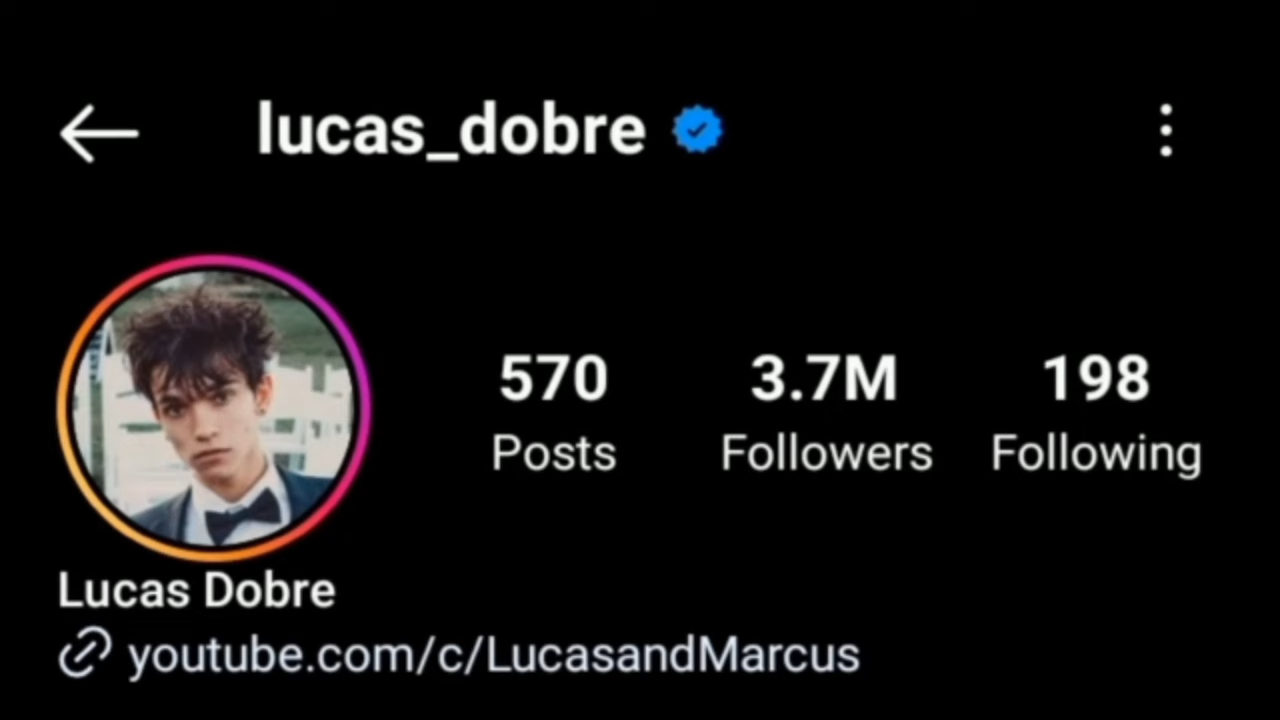 lucas_dobre
570 3.7M 198
Posts Followers Following
Lucas Dobre
youtube.com/c/LucasandMarcus